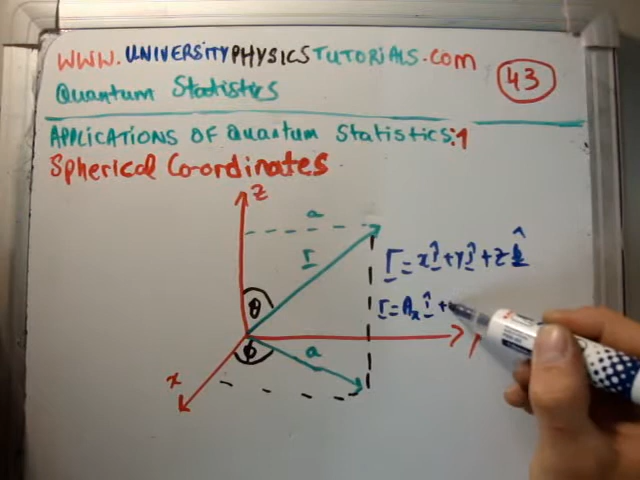 WWW.UNIVERSITYPHYSICSTUTORIALS.COM
43
Quantum Statistics
APPLICATIONS OF Quantum Statistics:1
Spherical Co-ordinates
z
a
r
r=xî+yĵ+zk̂
θ
r=Aₓî+
ϕ
a
x